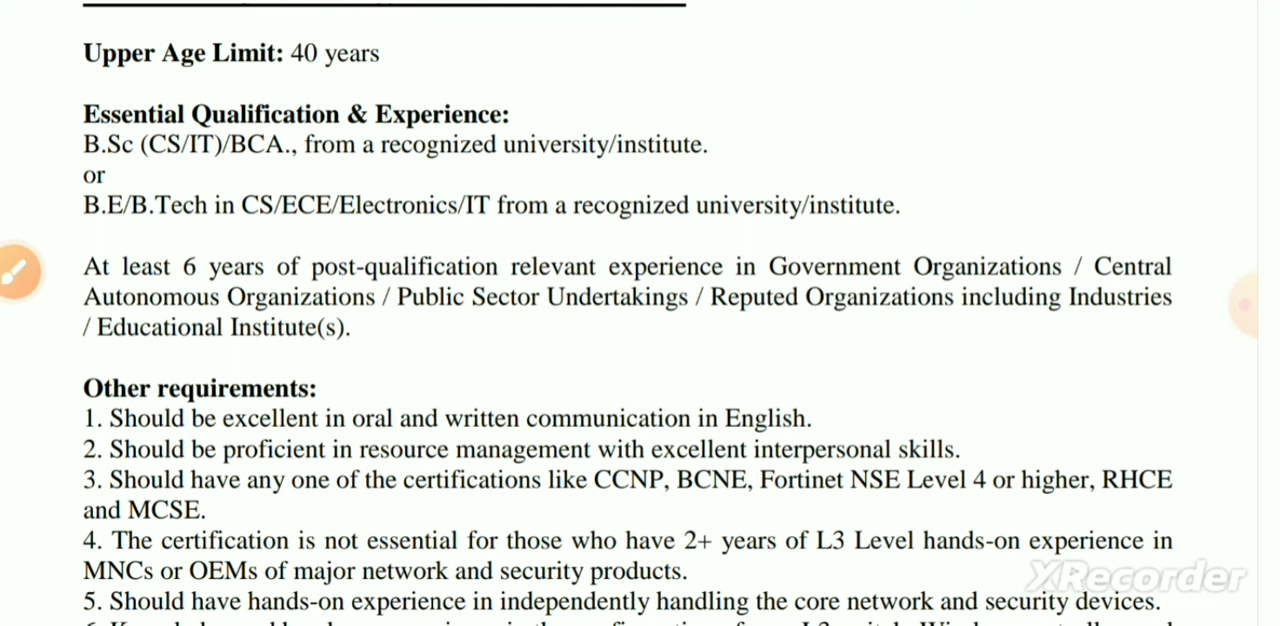 Upper Age Limit: 40 years
Essential Qualification & Experience:
B.Sc (CS/IT)/BCA., from a recognized university/institute.
or
B.E/B.Tech in CS/ECE/Electronics/IT from a recognized university/institute.
At least 6 years of post-qualification relevant experience in Government Organizations / Central
Autonomous Organizations / Public Sector Undertakings / Reputed Organizations including Industries
/ Educational Institute(s).
Other requirements:
1. Should be excellent in oral and written communication in English.
2. Should be proficient in resource management with excellent interpersonal skills.
3. Should have any one of the certifications like CCNP, BCNE, Fortinet NSE Level 4 or higher, RHCE
and MCSE.
4. The certification is not essential for those who have 2+ years of L3 Level hands-on experience in
MNCs or OEMs of major network and security products.
XRecorder
5. Should have hands-on experience in independently handling the core network and security devices.